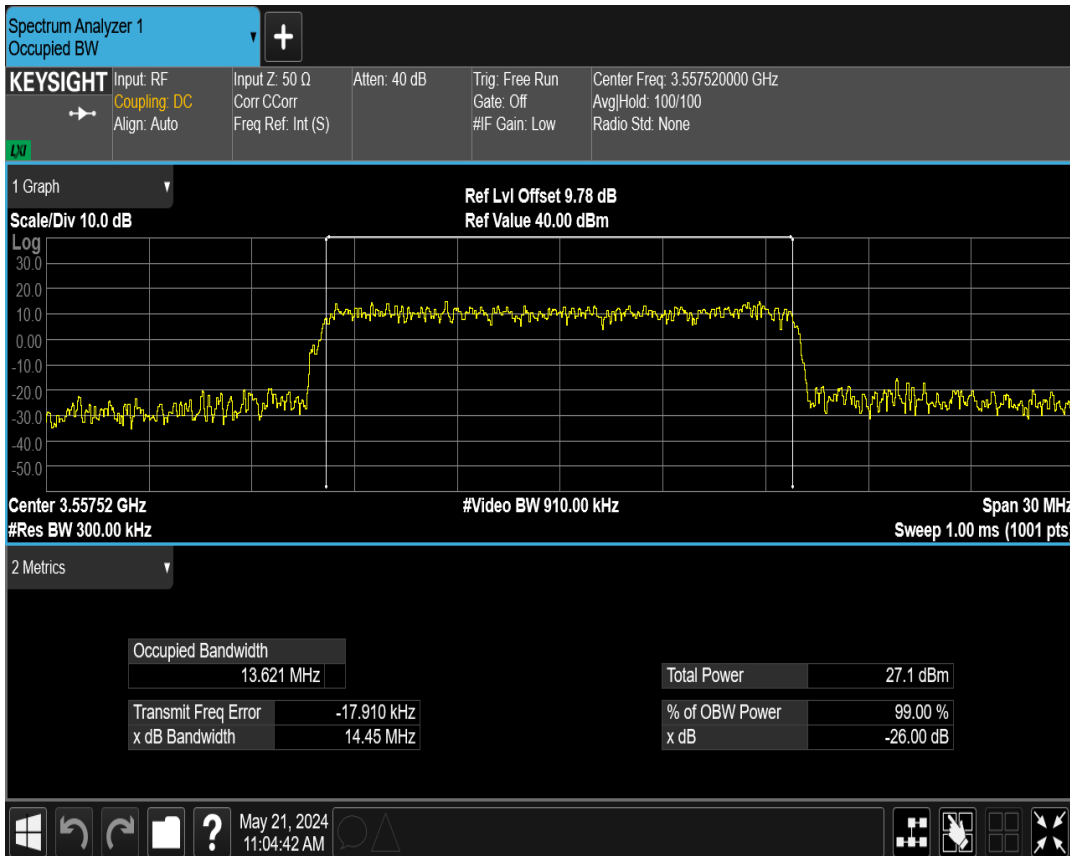 Spectrum Analyzer 1
Occupied BW
+
KEYSIGHT
LXI
Input: RF
Coupling: DC
Align: Auto
Input Z: 50 Ω
Corr CCorr
Freq Ref: Int (S)
Atten: 40 dB
Trig: Free Run
Gate: Off
#IF Gain: Low
Center Freq: 3.557520000 GHz
Avg|Hold: 100/100
Radio Std: None
1 Graph
Scale/Div 10.0 dB
Ref Lvl Offset 9.78 dB
Ref Value 40.00 dBm
Log
30.0
20.0
10.0
0.00
-10.0
-20.0
-30.0
-40.0
-50.0
Center 3.55752 GHz
#Video BW 910.00 kHz
Span 30 MHz
#Res BW 300.00 kHz
Sweep 1.00 ms (1001 pts)
2 Metrics
Occupied Bandwidth
13.621 MHz
Total Power 27.1 dBm
Transmit Freq Error -17.910 kHz
% of OBW Power 99.00 %
x dB Bandwidth 14.45 MHz
x dB -26.00 dB
?
May 21, 2024
11:04:42 AM